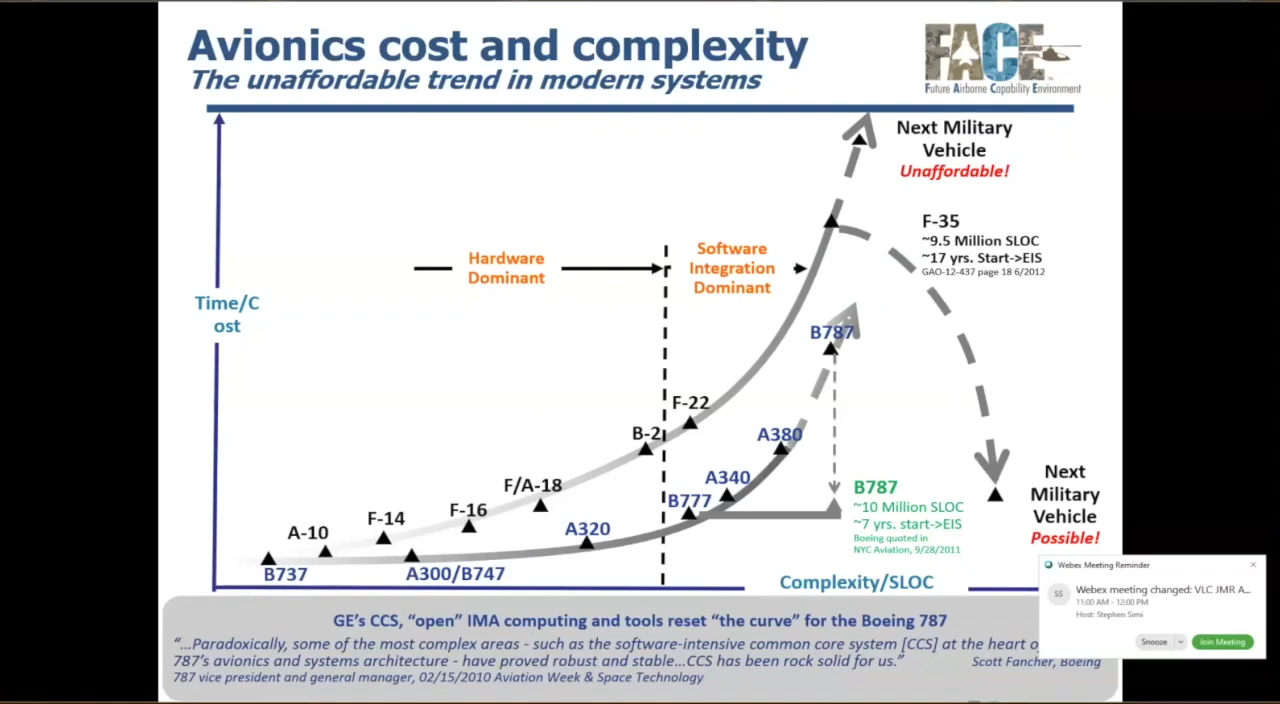 Avionics cost and complexity
The unaffordable trend in modern systems
FACE
Future Airborne Capability Environment
Next Military
Vehicle
Unaffordable!
F-35
~9.5 Million SLOC
~17 yrs. Start->EIS
GAO-12-437 page 18 6/2012
Hardware
Dominant
Software
Integration
Dominant
Time/C
ost
B787
F-22
B-2
A380
F/A-18
A340
F-16
B777
F-14
A320
A-10
B737
A300/B747
B787
~10 Million SLOC
~7 yrs. start->EIS
Boeing quoted in
NYC Aviation, 9/28/2011
Next
Military
Vehicle
Possible!
Complexity/SLOC
GE’s CCS, “open” IMA computing and tools reset “the curve” for the Boeing 787
“...Paradoxically, some of the most complex areas - such as the software-intensive common core system [CCS] at the heart
787’s avionics and systems architecture - have proved robust and stable...CCS has been rock solid for us.” Scott Fancher, Boeing
787 vice president and general manager, 02/15/2010 Aviation Week & Space Technology
Webex Meeting Reminder
SS
Webex meeting changed: VLC JMR A...
11:00 AM - 12:00 PM
Host: Stephen Simi
Snooze
Join Meeting